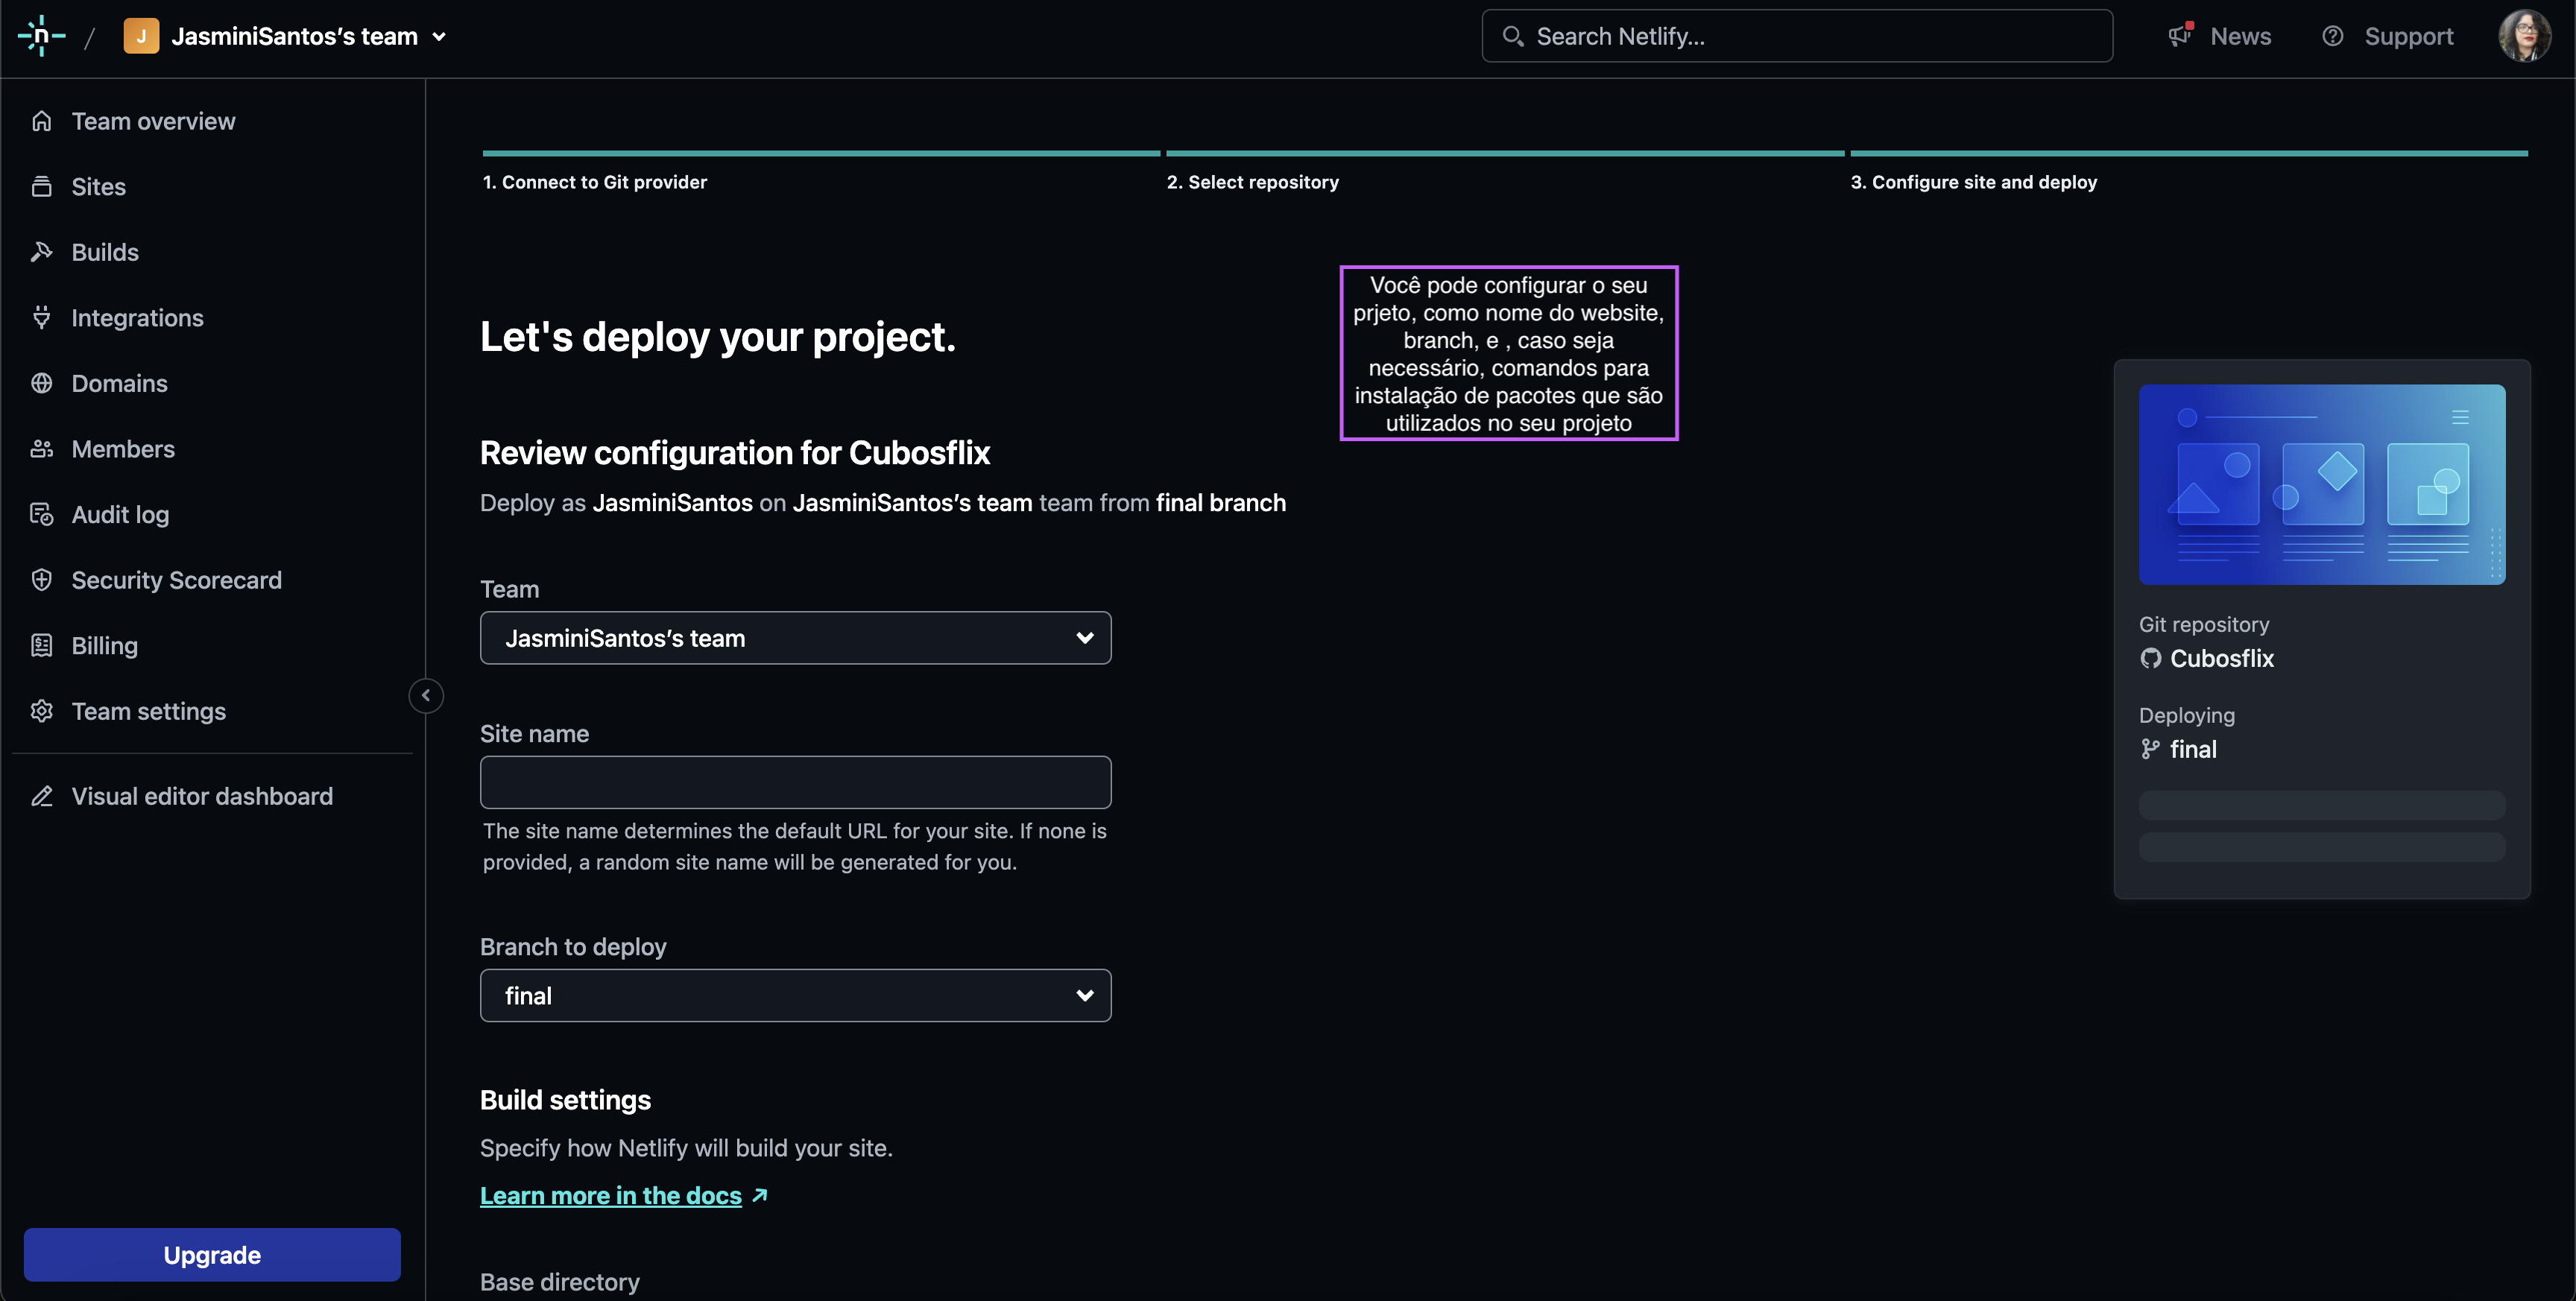 n / J JasminiSantos's team
Search Netlify...
News
Support
Team overview
Sites
Builds
Integrations
Domains
Members
Audit log
Security Scorecard
Billing
Team settings
Visual editor dashboard
Upgrade
1. Connect to Git provider
2. Select repository
3. Configure site and deploy
Let's deploy your project.
Você pode configurar o seu
prjeto, como nome do website,
branch, e , caso seja
necessário, comandos para
instalação de pacotes que são
utilizados no seu projeto
Review configuration for Cubosflix
Deploy as JasminiSantos on JasminiSantos's team team from final branch
Team
JasminiSantos's team
Site name
The site name determines the default URL for your site. If none is
provided, a random site name will be generated for you.
Branch to deploy
final
Build settings
Specify how Netlify will build your site.
Learn more in the docs
Base directory
Git repository
Cubosflix
Deploying
final